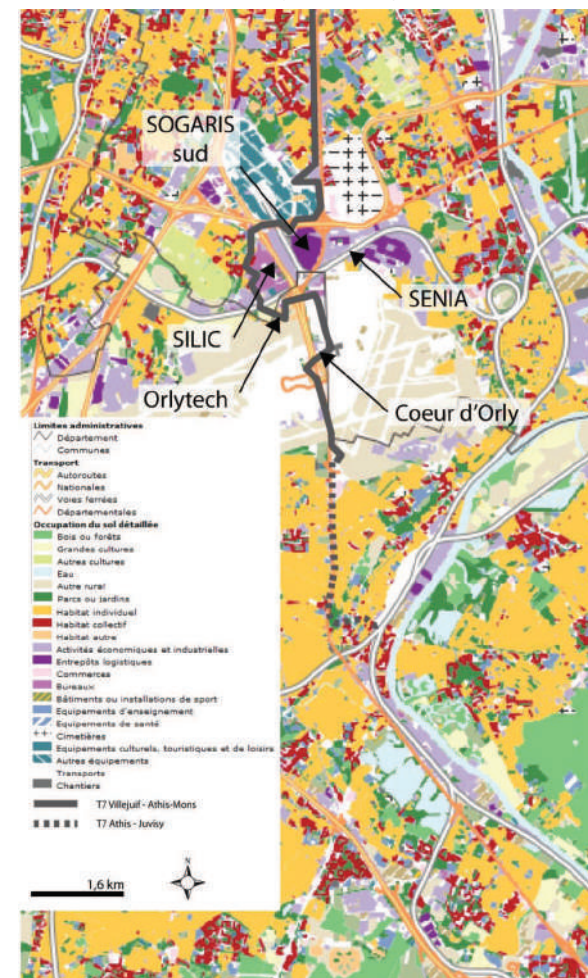 SOGARIS
sud
SENIA
SILIC
Orlytech
Coeur d'Orly
Limites administratives
Département
Communes
Transport
Autoroutes
Nationales
Voies ferrées
Départementales
Occupation du sol détaillée
Bois ou forêts
Grandes cultures
Autres cultures
Eau
Autre rural
Parcs ou jardins
Habitat individuel
Habitat collectif
Habitat autre
Activités économiques et industrielles
Entrepôts logistiques
Commerces
Bureaux
Bâtiments ou installations de sport
Equipements d'enseignement
Equipements de santé
Cimetières
Equipements culturels, touristiques et de loisirs
Autres équipements
Transports
Chantiers
T7 Villejuif - Athis-Mons
T7 Athis - Juvisy
N
1,6 km